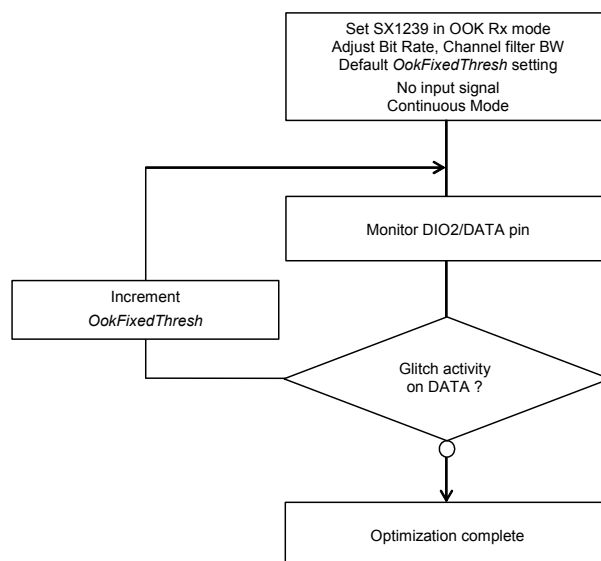 Set SX1239 in OOK Rx mode
Adjust Bit Rate, Channel filter BW
Default OokFixedThresh setting
No input signal
Continuous Mode
Monitor DIO2/DATA pin
Increment
OokFixedThresh
Glitch activity
on DATA ?
Optimization complete